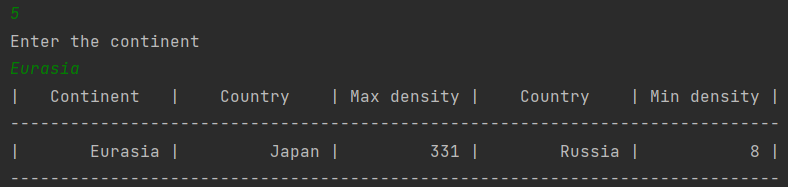 5
Enter the continent
Eurasia
|   Continent   |    Country    | Max density |    Country    | Min density |
-----------------------------------------------------------------------------
|       Eurasia |         Japan |         331 |        Russia |           8 |
-----------------------------------------------------------------------------